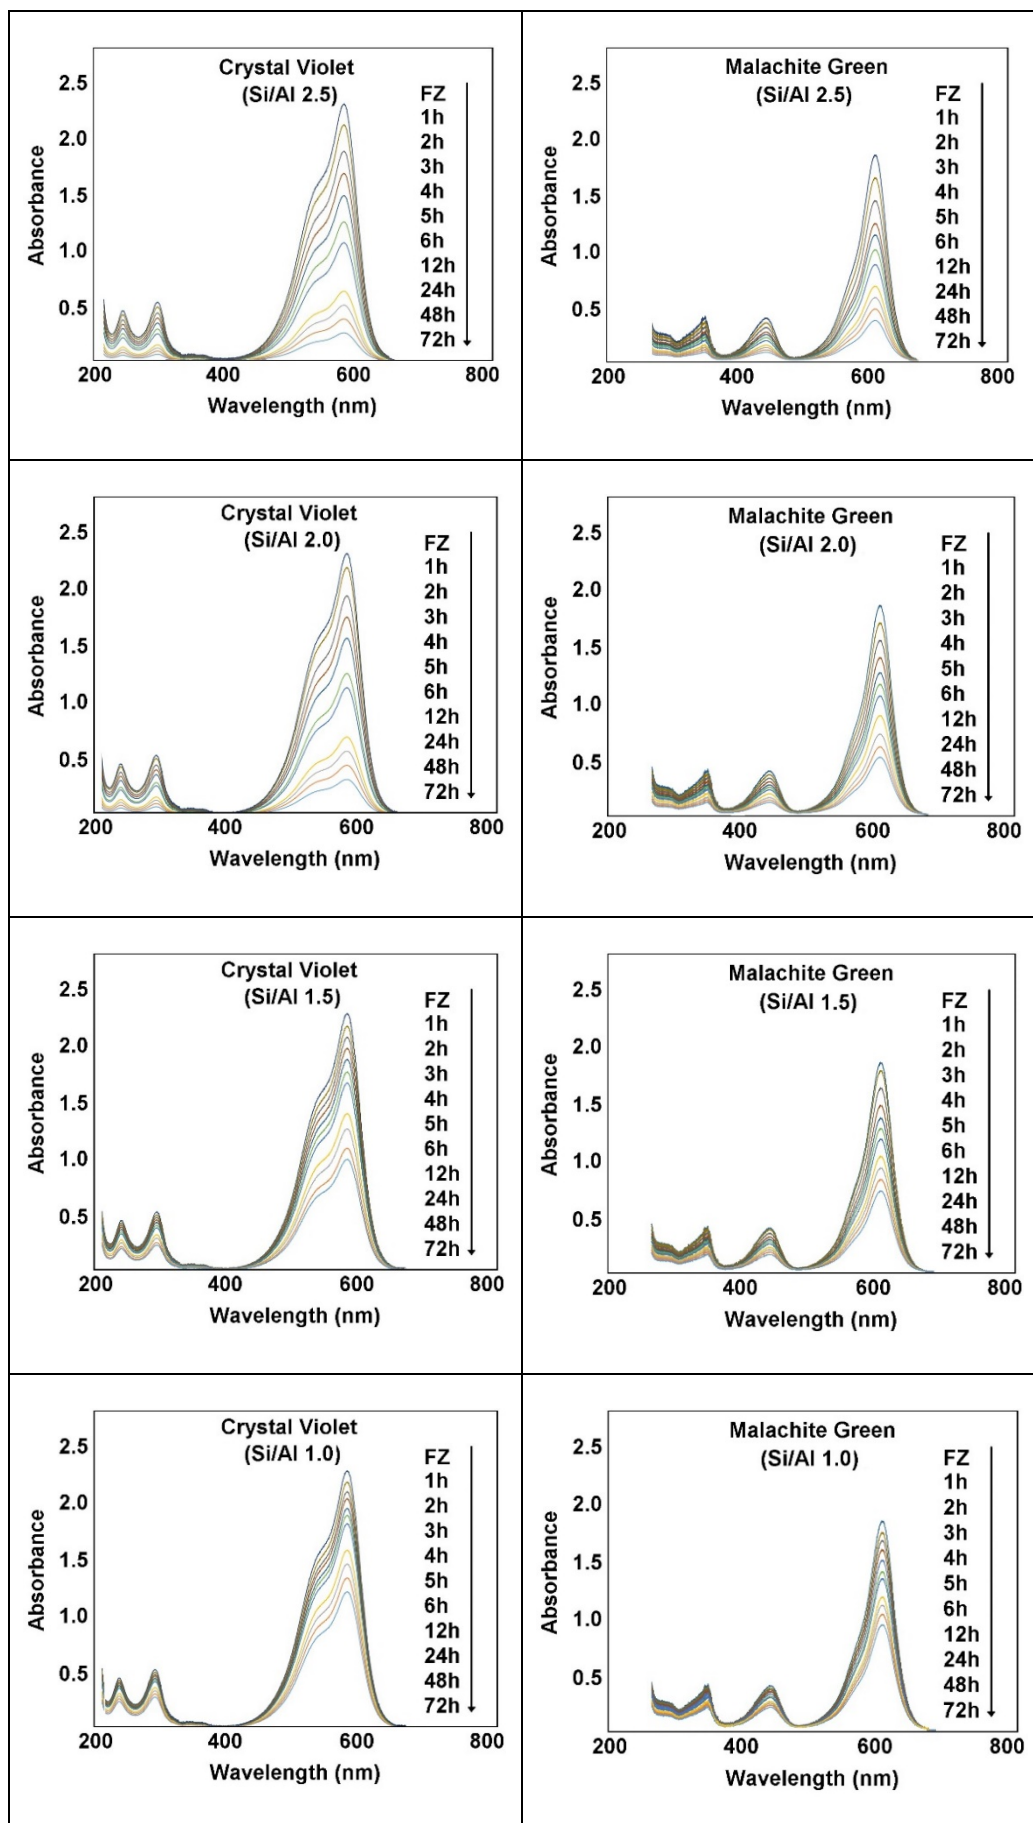 Crystal Violet
(Si/Al 2.5)
FZ
1h
2h
3h
4h
5h
6h
12h
24h
48h
72h
2.5
2.0
1.5
1.0
0.5
Absorbance
200
400
600
800
Wavelength (nm)
Malachite Green
(Si/Al 2.5)
FZ
1h
2h
3h
4h
5h
6h
12h
24h
48h
72h
2.5
2.0
1.5
1.0
0.5
Absorbance
200
400
600
800
Wavelength (nm)
Crystal Violet
(Si/Al 2.0)
FZ
1h
2h
3h
4h
5h
6h
12h
24h
48h
72h
2.5
2.0
1.5
1.0
0.5
Absorbance
200
400
600
800
Wavelength (nm)
Malachite Green
(Si/Al 2.0)
FZ
1h
2h
3h
4h
5h
6h
12h
24h
48h
72h
2.5
2.0
1.5
1.0
0.5
Absorbance
200
400
600
800
Wavelength (nm)
Crystal Violet
(Si/Al 1.5)
FZ
1h
2h
3h
4h
5h
6h
12h
24h
48h
72h
2.5
2.0
1.5
1.0
0.5
Absorbance
200
400
600
800
Wavelength (nm)
Malachite Green
(Si/Al 1.5)
FZ
1h
2h
3h
4h
5h
6h
12h
24h
48h
72h
2.5
2.0
1.5
1.0
0.5
Absorbance
200
400
600
800
Wavelength (nm)
Crystal Violet
(Si/Al 1.0)
FZ
1h
2h
3h
4h
5h
6h
12h
24h
48h
72h
2.5
2.0
1.5
1.0
0.5
Absorbance
200
400
600
800
Wavelength (nm)
Malachite Green
(Si/Al 1.0)
FZ
1h
2h
3h
4h
5h
6h
12h
24h
48h
72h
2.5
2.0
1.5
1.0
0.5
Absorbance
200
400
600
800
Wavelength (nm)